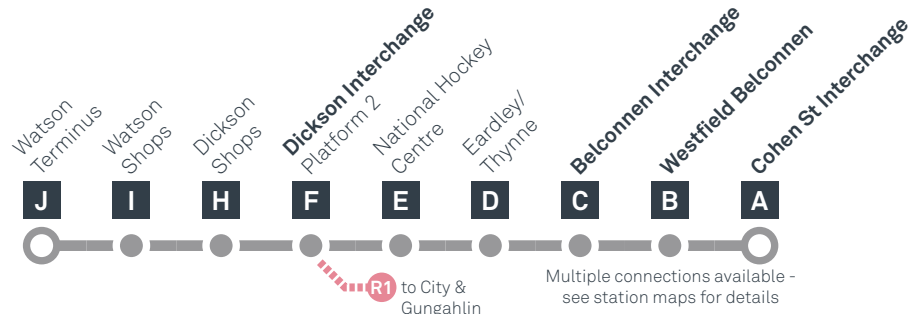 Watson
Terminus
Watson
Shops
Dickson
Shops
Dickson Interchange
Platform 2
National Hockey
Centre
Eardley/
Thynne
Belconnen Interchange
Westfield Belconnen
Cohen St Interchange
J
I
H
F
E
D
C
B
A
R1
to City &
Gungahlin
Multiple connections available -
see station maps for details